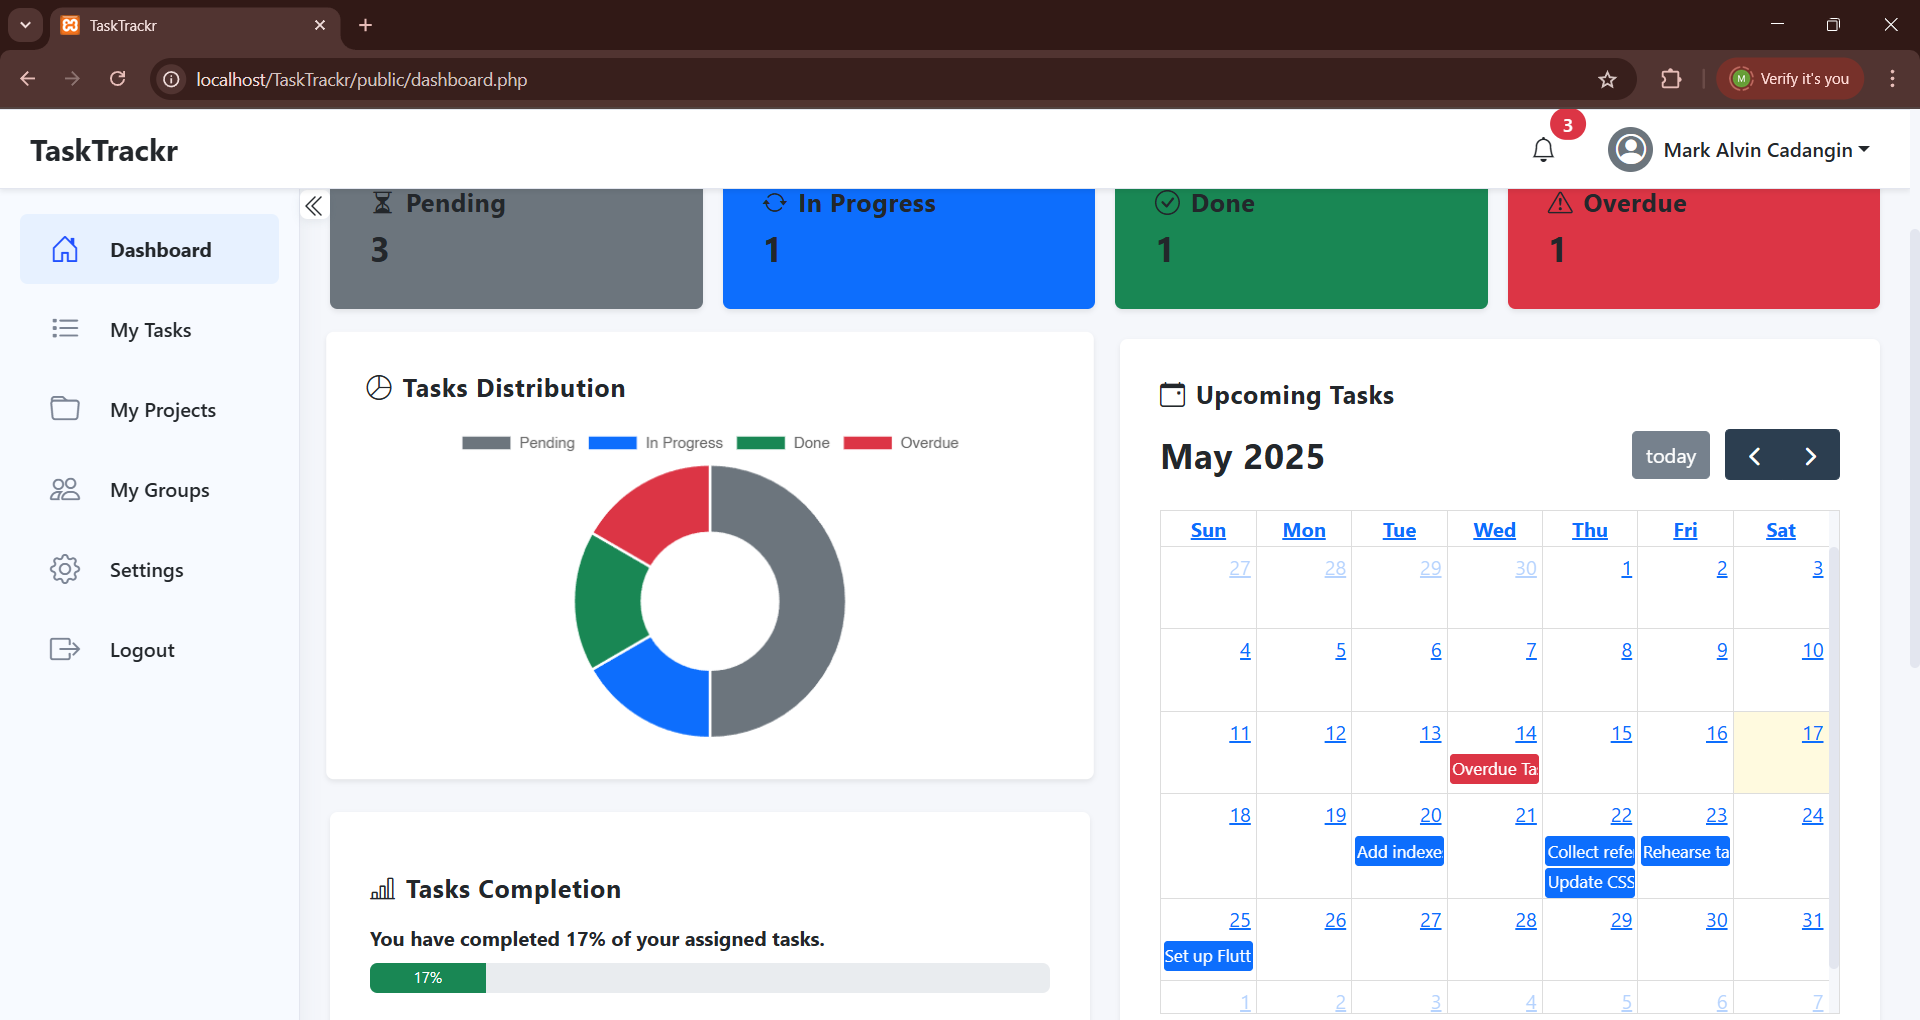 TaskTrackr
localhost/TaskTrackr/public/dashboard.php
M Verify it's you
TaskTrackr
3
Mark Alvin Cadangin
Dashboard
My Tasks
My Projects
My Groups
Settings
Logout
Pending
3
In Progress
1
Done
1
Overdue
1
Tasks Distribution
Pending In Progress Done Overdue
Tasks Completion
You have completed 17% of your assigned tasks.
17%
Upcoming Tasks
May 2025
today
Sun Mon Tue Wed Thu Fri Sat
27 28 29 30 1 2 3
4 5 6 7 8 9 10
11 12 13 14 15 16 17
Overdue Ta
18 19 20 21 22 23 24
Add indexe Collect refe Rehearse ta
Update CSS
25 26 27 28 29 30 31
Set up Flutt
1 2 3 4 5 6 7